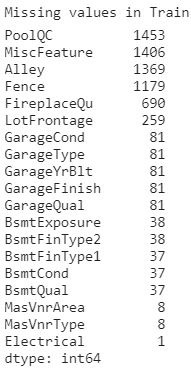 Missing values in Train
PoolQC 1453
MiscFeature 1406
Alley 1369
Fence 1179
FireplaceQu 690
LotFrontage 259
GarageCond 81
GarageType 81
GarageYrBlt 81
GarageFinish 81
GarageQual 81
BsmtExposure 38
BsmtFinType2 38
BsmtFinType1 37
BsmtCond 37
BsmtQual 37
MasVnrArea 8
MasVnrType 8
Electrical 1
dtype: int64